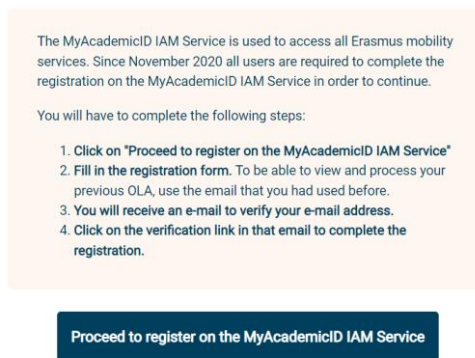 The MyAcademicID IAM Service is used to access all Erasmus mobility
services. Since November 2020 all users are required to complete the
registration on the MyAcademicID IAM Service in order to continue.
You will have to complete the following steps:
1. Click on "Proceed to register on the MyAcademicID IAM Service"
2. Fill in the registration form. To be able to view and process your
previous OLA, use the email that you had used before.
3. You will receive an e-mail to verify your e-mail address.
4. Click on the verification link in that email to complete the
registration.
Proceed to register on the MyAcademicID IAM Service